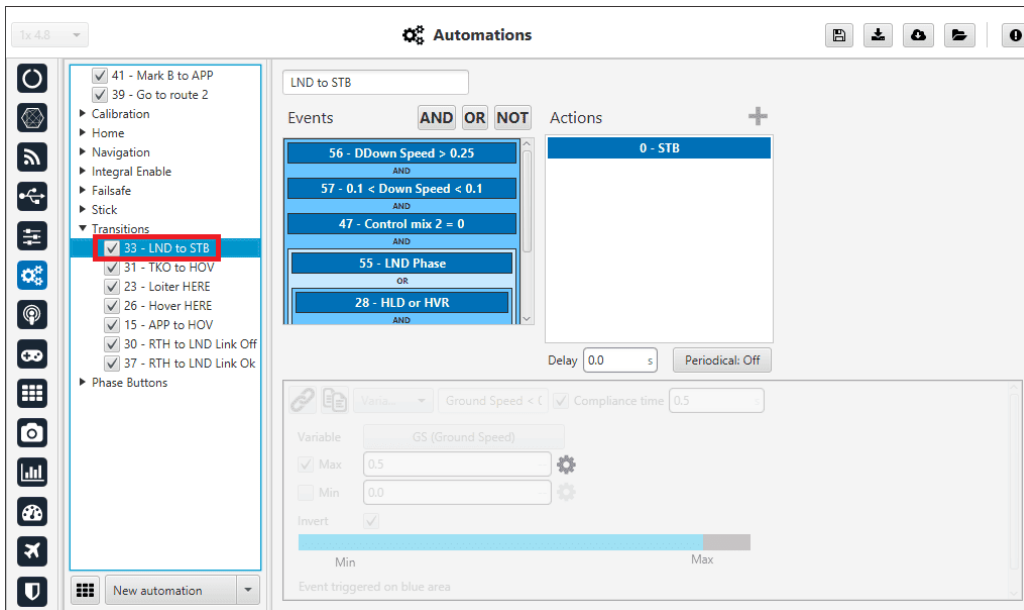 1x 4.8
Automations
41 - Mark B to APP
39 - Go to route 2
Calibration
Home
Navigation
Integral Enable
Failsafe
Stick
Transitions
33 - LND to STB
31 - TKO to HOV
23 - Loiter HERE
26 - Hover HERE
15 - APP to HOV
30 - RTH to LND Link Off
37 - RTH to LND Link Ok
Phase Buttons
New automation
LND to STB
Events AND OR NOT
56 - DDown Speed > 0.25
AND
57 - 0.1 < Down Speed < 0.1
AND
47 - Control mix 2 = 0
AND
55 - LND Phase
OR
28 - HLD or HVR
AND
Actions
0 - STB
Delay 0.0 s Periodical: Off
Varia... Ground Speed < Compliance time 0.5 s
Variable GS (Ground Speed)
Max 0.5
Min 0.0
Invert
Min Max
Event triggered on blue area